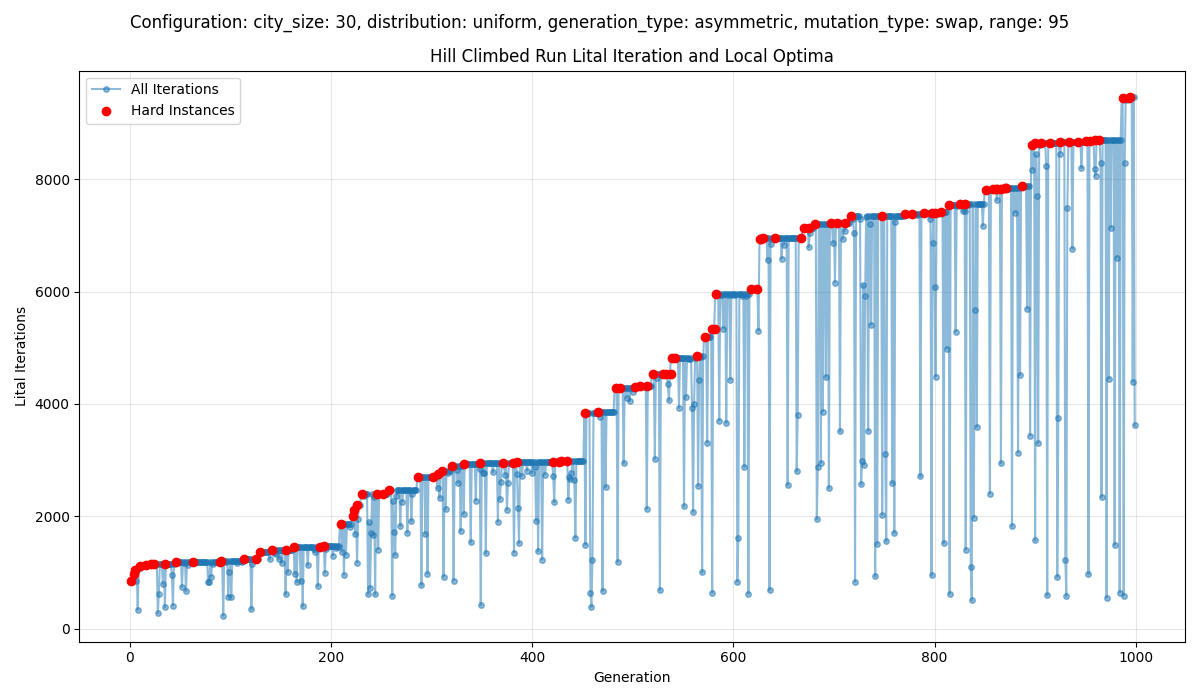 Configuration: city_size: 30, distribution: uniform, generation_type: asymmetric, mutation_type: swap, range: 95
Hill Climbed Run Lital Iteration and Local Optima
All Iterations
Hard Instances
Lital Iterations
8000
6000
4000
2000
0
0 200 400 600 800 1000
Generation